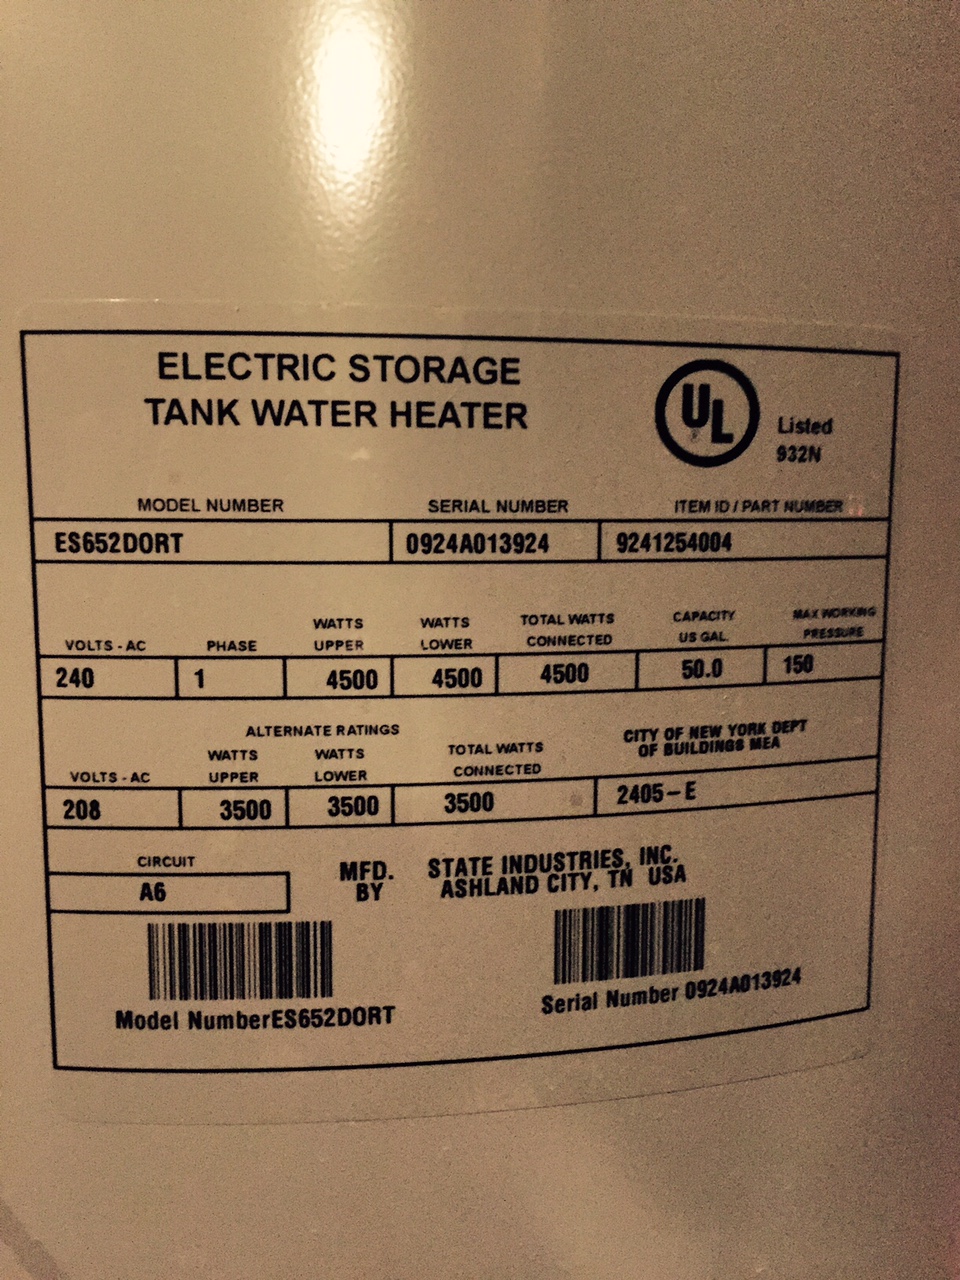 ELECTRIC STORAGE
TANK WATER HEATER
UL
Listed
932N
MODEL NUMBER SERIAL NUMBER ITEM ID / PART NUMBER
ES652DORT 0924A013924 9241254004
VOLTS - AC PHASE WATTS UPPER WATTS LOWER TOTAL WATTS CONNECTED CAPACITY US GAL. MAX WORKING PRESSURE
240 1 4500 4500 4500 50.0 150
ALTERNATE RATINGS
VOLTS - AC WATTS UPPER WATTS LOWER TOTAL WATTS CONNECTED CITY OF NEW YORK DEPT OF BUILDINGS MEA
208 3500 3500 3500 2405-E
CIRCUIT
A6
MFD. BY STATE INDUSTRIES, INC.
ASHLAND CITY, TN USA
Model NumberES652DORT
Serial Number 0924A013924